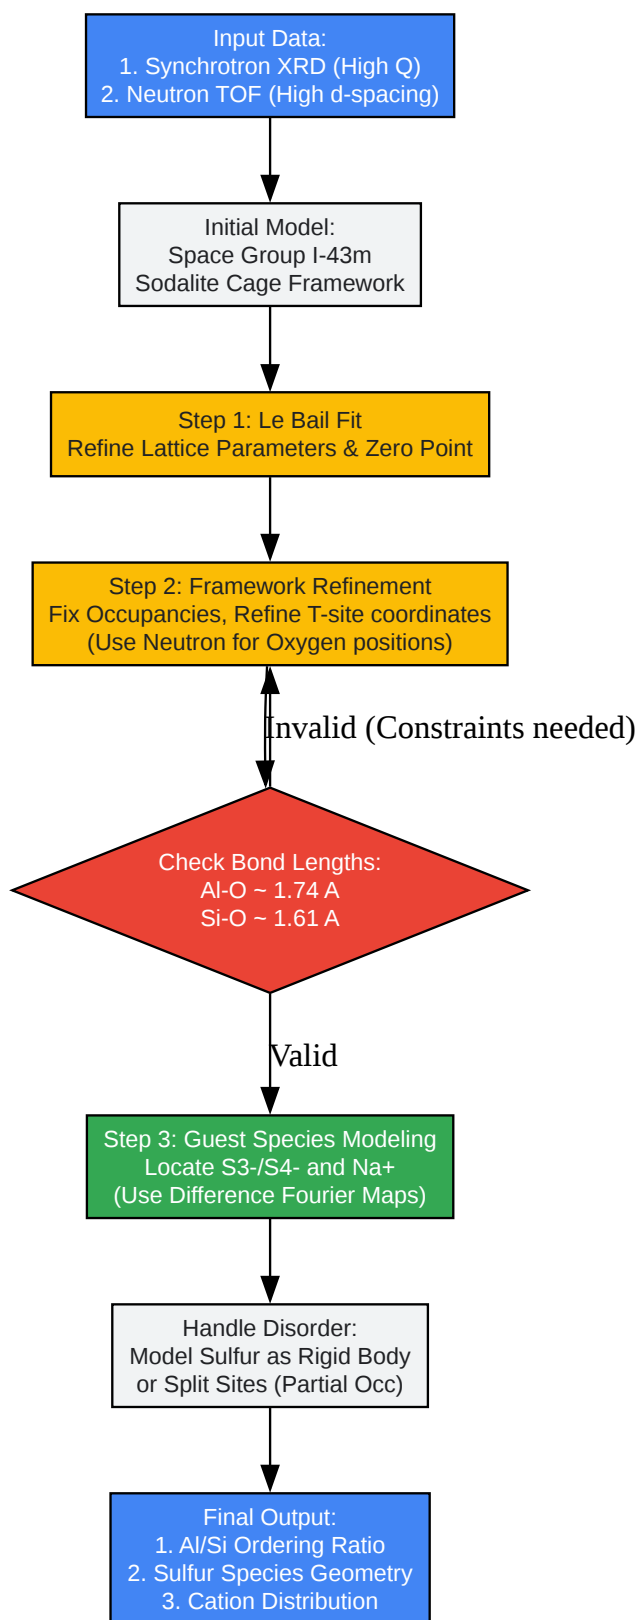 Input Data:
1. Synchrotron XRD (High Q)
2. Neutron TOF (High d-spacing)
Initial Model:
Space Group I-43m
Sodalite Cage Framework
Step 1: Le Bail Fit
Refine Lattice Parameters & Zero Point
Step 2: Framework Refinement
Fix Occupancies, Refine T-site coordinates
(Use Neutron for Oxygen positions)
Invalid (Constraints needed)
Check Bond Lengths:
Al-O ~ 1.74 A
Si-O ~ 1.61 A
Valid
Step 3: Guest Species Modeling
Locate S3-/S4- and Na+
(Use Difference Fourier Maps)
Handle Disorder:
Model Sulfur as Rigid Body
or Split Sites (Partial Occ)
Final Output:
1. Al/Si Ordering Ratio
2. Sulfur Species Geometry
3. Cation Distribution